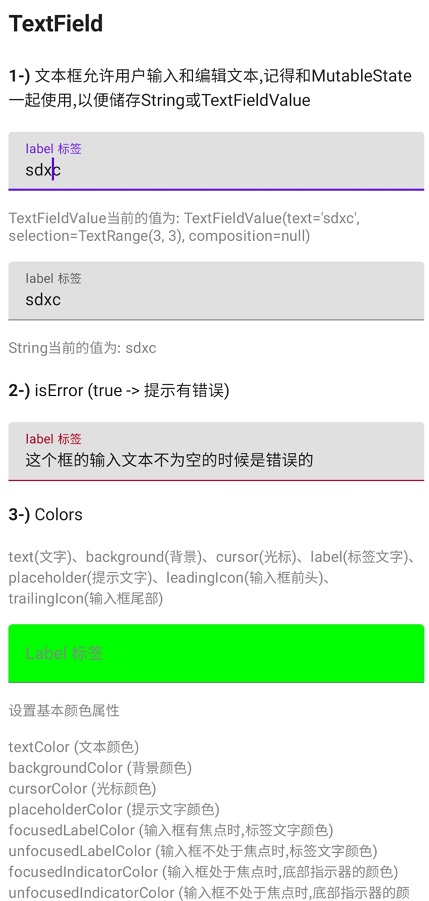 TextField
1-) 文本框允许用户输入和编辑文本,记得和MutableState
一起使用,以便储存String或TextFieldValue
label 标签
sdxc
TextFieldValue当前的值为: TextFieldValue(text='sdxc',
selection=TextRange(3, 3), composition=null)
label 标签
sdxc
String当前的值为: sdxc
2-) isError (true -> 提示有错误)
label 标签
这个框的输入文本不为空的时候是错误的
3-) Colors
text(文字)、background(背景)、cursor(光标)、label(标签文字)、
placeholder(提示文字)、leadingIcon(输入框前头)、
trailingIcon(输入框尾部)
Label 标签
设置基本颜色属性
textColor (文本颜色)
backgroundColor (背景颜色)
cursorColor (光标颜色)
placeholderColor (提示文字颜色)
focusedLabelColor (输入框有焦点时,标签文字颜色)
unfocusedLabelColor (输入框不处于焦点时,标签文字颜色)
focusedIndicatorColor (输入框处于焦点时,底部指示器的颜色)
unfocusedIndicatorColor (输入框不处于焦点时,底部指示器的颜